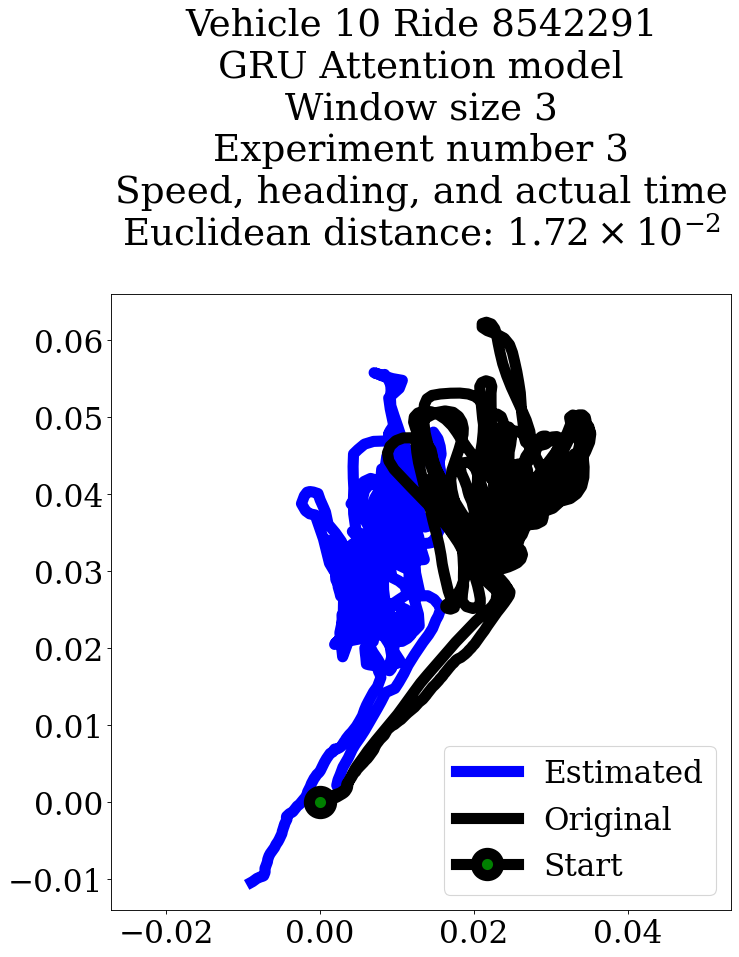 Vehicle 10 Ride 8542291
GRU Attention model
Window size 3
Experiment number 3
Speed, heading, and actual time
Euclidean distance: 1.72 × 10⁻²
0.06
0.05
0.04
0.03
0.02
0.01
0.00
−0.01
−0.02
0.00
0.02
0.04
Estimated
Original
Start